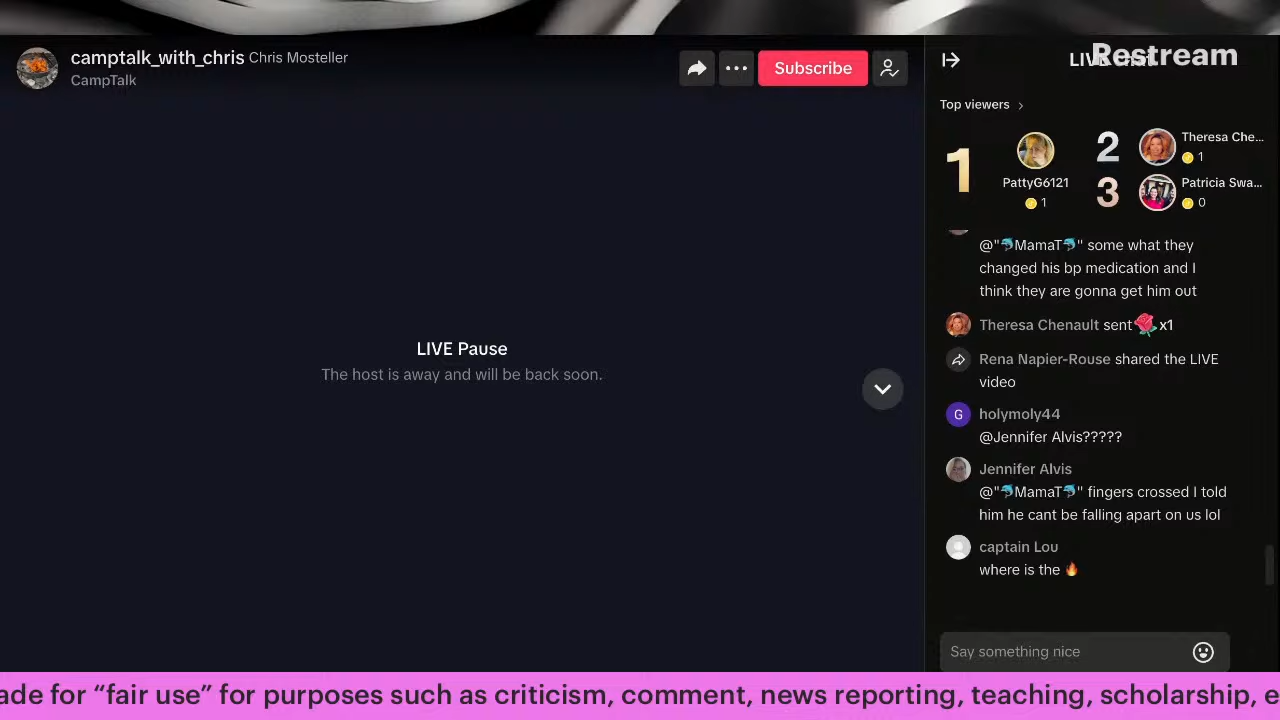 camptalk_with_chris Chris Mosteller
CampTalk
Subscribe
Restream
Top viewers
1
PattyG6121
1
2
Theresa Che...
1
3
Patricia Swa...
0
@"🐬MamaT🐬" some what they
changed his bp medication and I
think they are gonna get him out
Theresa Chenault sent🌹x1
Rena Napier-Rouse shared the LIVE
video
G
holymoly44
@Jennifer Alvis?????
Jennifer Alvis
@"🐬MamaT🐬" fingers crossed I told
him he cant be falling apart on us lol
captain Lou
where is the 🔥
Say something nice
LIVE Pause
The host is away and will be back soon.
ade for “fair use” for purposes such as criticism, comment, news reporting, teaching, scholarship, e